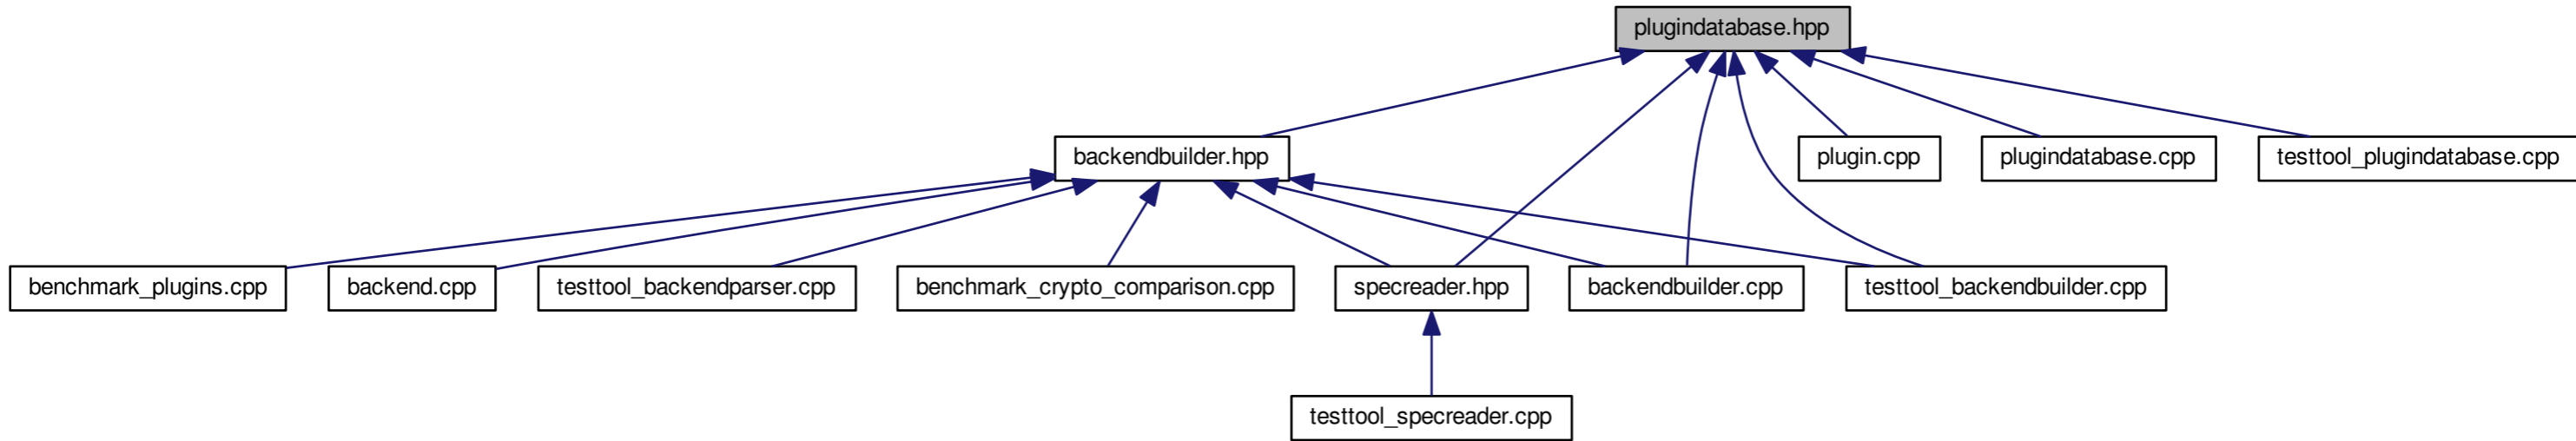 plugindatabase.hpp
backendbuilder.hpp
plugin.cpp
plugindatabase.cpp
testtool_plugindatabase.cpp
benchmark_plugins.cpp
backend.cpp
testtool_backendparser.cpp
benchmark_crypto_comparison.cpp
specreader.hpp
backendbuilder.cpp
testtool_backendbuilder.cpp
testtool_specreader.cpp